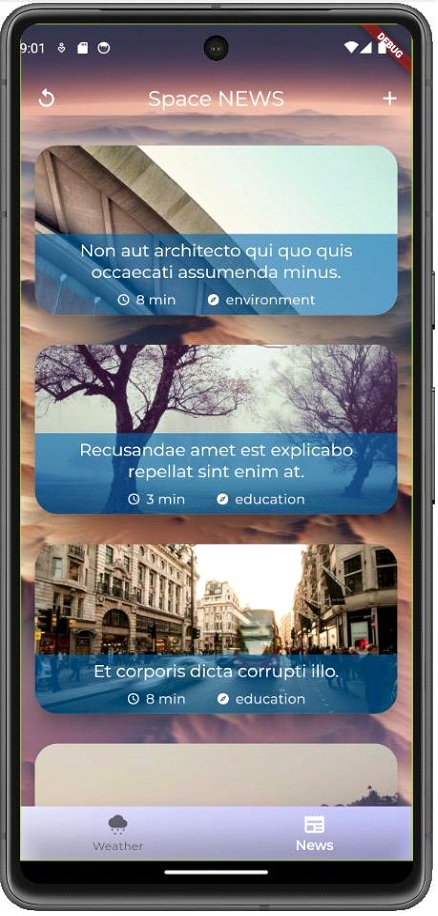 9:01
DEBUG
Space NEWS
Non aut architecto qui quo quis
occaecati assumenda minus.
8 min environment
Recusandae amet est explicabo
repellat sint enim at.
3 min education
Et corporis dicta corrupti illo.
8 min education
Weather News